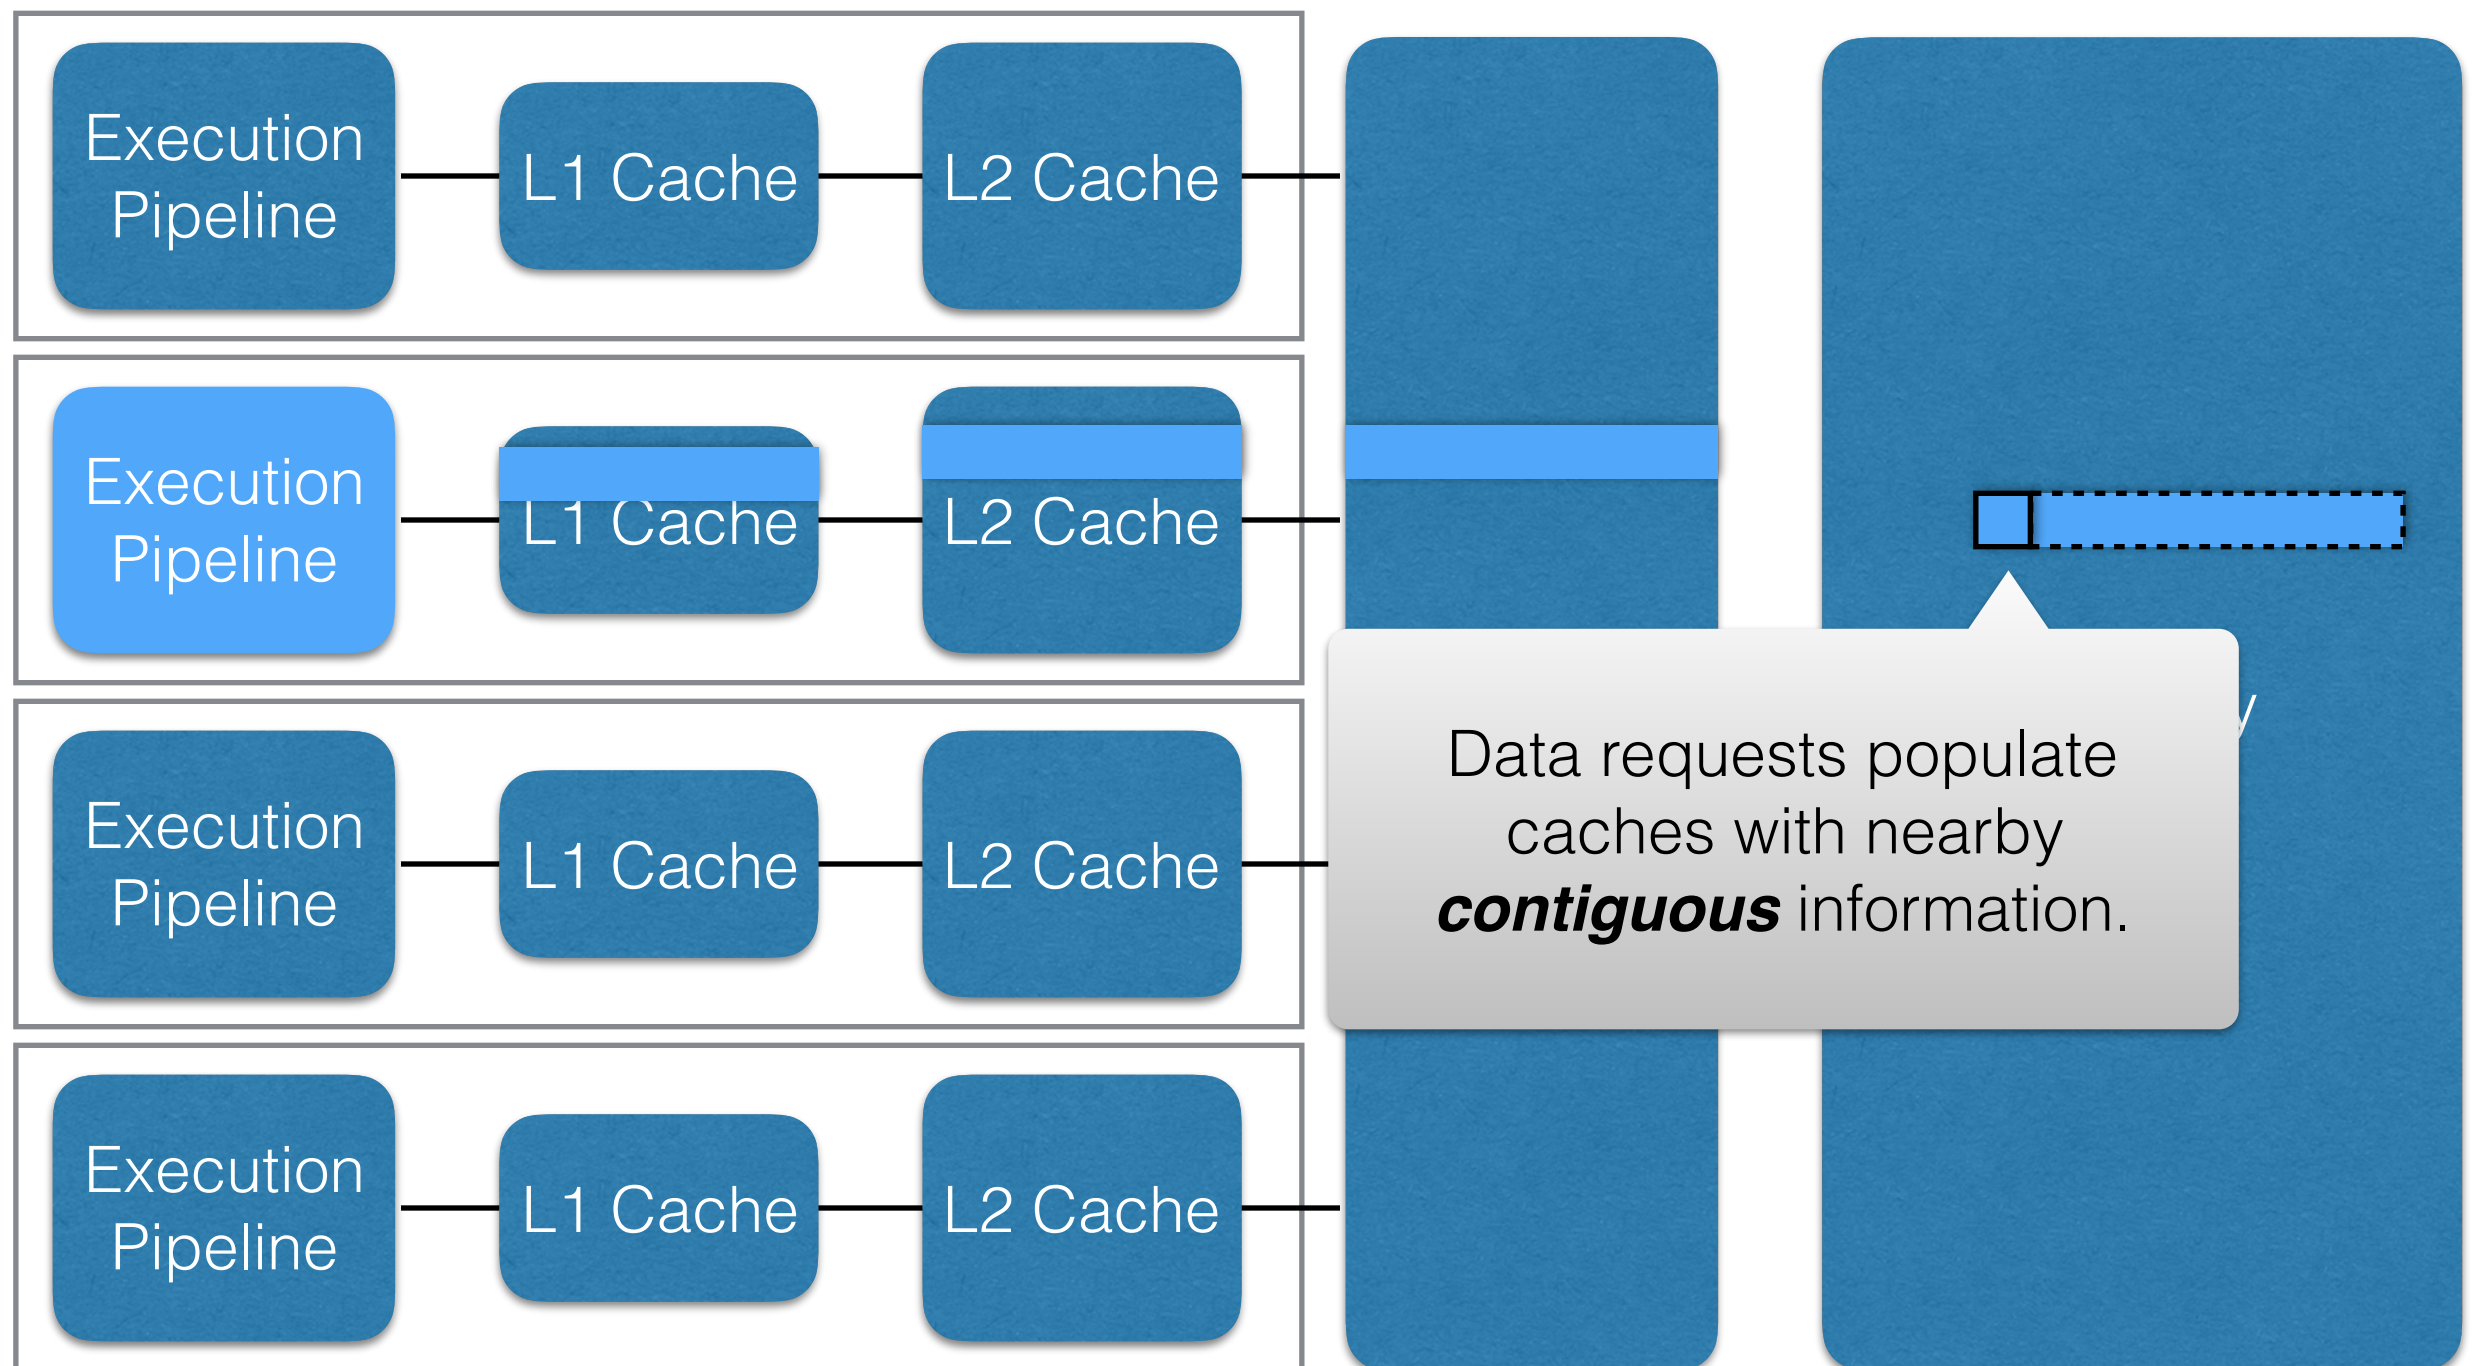 Execution
Pipeline
L1 Cache
L2 Cache
Execution
Pipeline
L1 Cache
L2 Cache
Execution
Pipeline
L1 Cache
L2 Cache
Execution
Pipeline
L1 Cache
L2 Cache
y
Data requests populate
caches with nearby
contiguous information.